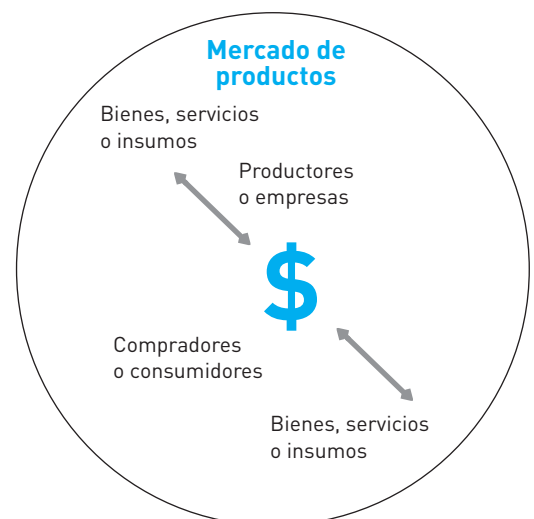 Mercado de
productos
Bienes, servicios
o insumos
Productores
o empresas
$
Compradores
o consumidores
Bienes, servicios
o insumos